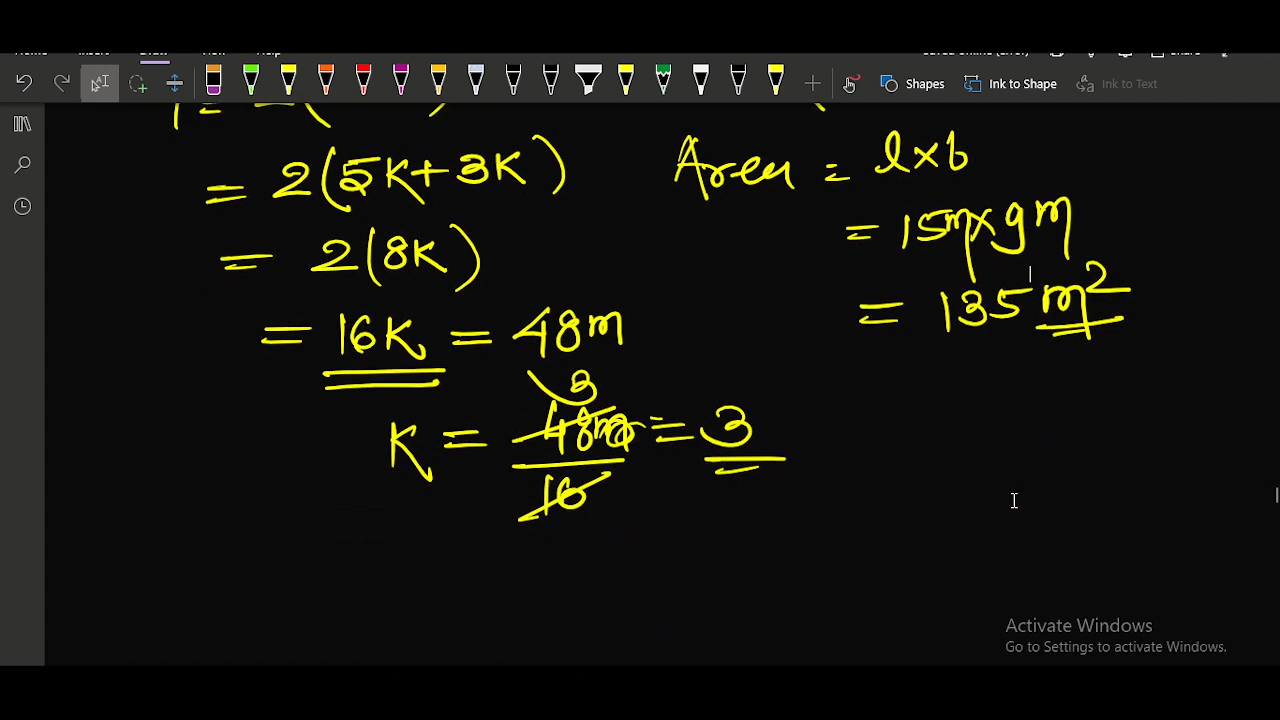 Shapes Ink to Shape Ink to Text
= 2(5K+3K)
= 2(8K)
= 16K = 48m
3
K = 48m = 3
16
Area = l×b
= 15m×9m
= 135 m²
Activate Windows
Go to Settings to activate Windows.